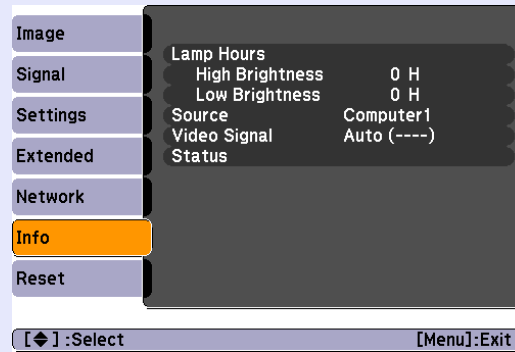 Image
Signal
Settings
Extended
Network
Info
Reset
Lamp Hours
High Brightness 0 H
Low Brightness 0 H
Source Computer1
Video Signal Auto (----)
Status
[◆] :Select [Menu]:Exit